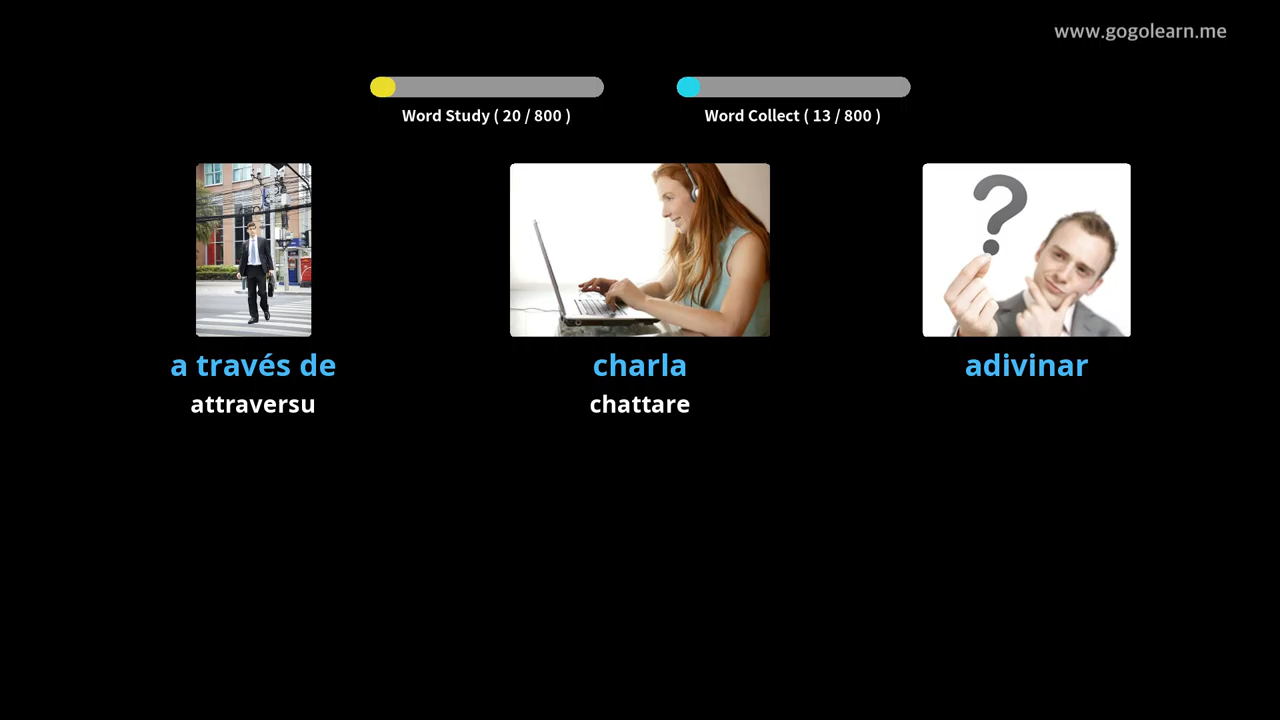 www.gogolearn.me
Word Study ( 20 / 800 )
Word Collect ( 13 / 800 )
a través de
charla
adivinar
attraversu
chattare